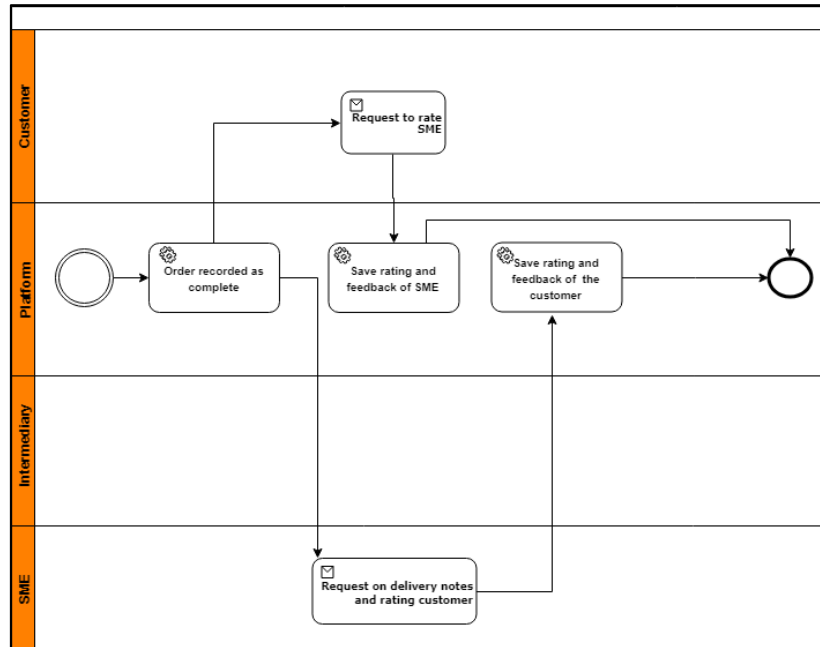 Customer
Request to rate
SME
Platform
Order recorded as
complete
Save rating and
feedback of SME
Save rating and
feedback of the
customer
Intermediary
SME
Request on delivery notes
and rating customer